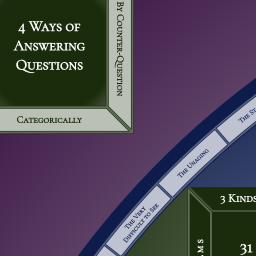 4 Ways of
Answering
Questions
By Counter-Question
Categorically
The Very
Difficult to See
The Unaging
3 Kinds
31